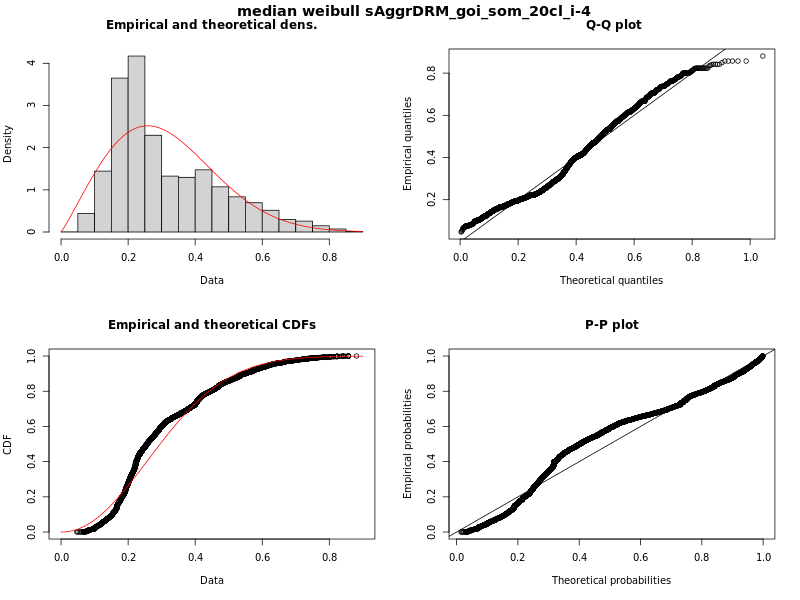 median weibull sAggrDRM_goi_som_20cl_i-4
Empirical and theoretical dens.
Density
0 1 2 3 4
0.0 0.2 0.4 0.6 0.8
Data
Q-Q plot
Empirical quantiles
0.2 0.4 0.6 0.8
0.0 0.2 0.4 0.6 0.8 1.0
Theoretical quantiles
Empirical and theoretical CDFs
CDF
0.0 0.2 0.4 0.6 0.8 1.0
0.0 0.2 0.4 0.6 0.8
Data
P-P plot
Empirical probabilities
0.0 0.2 0.4 0.6 0.8 1.0
0.0 0.2 0.4 0.6 0.8 1.0
Theoretical probabilities